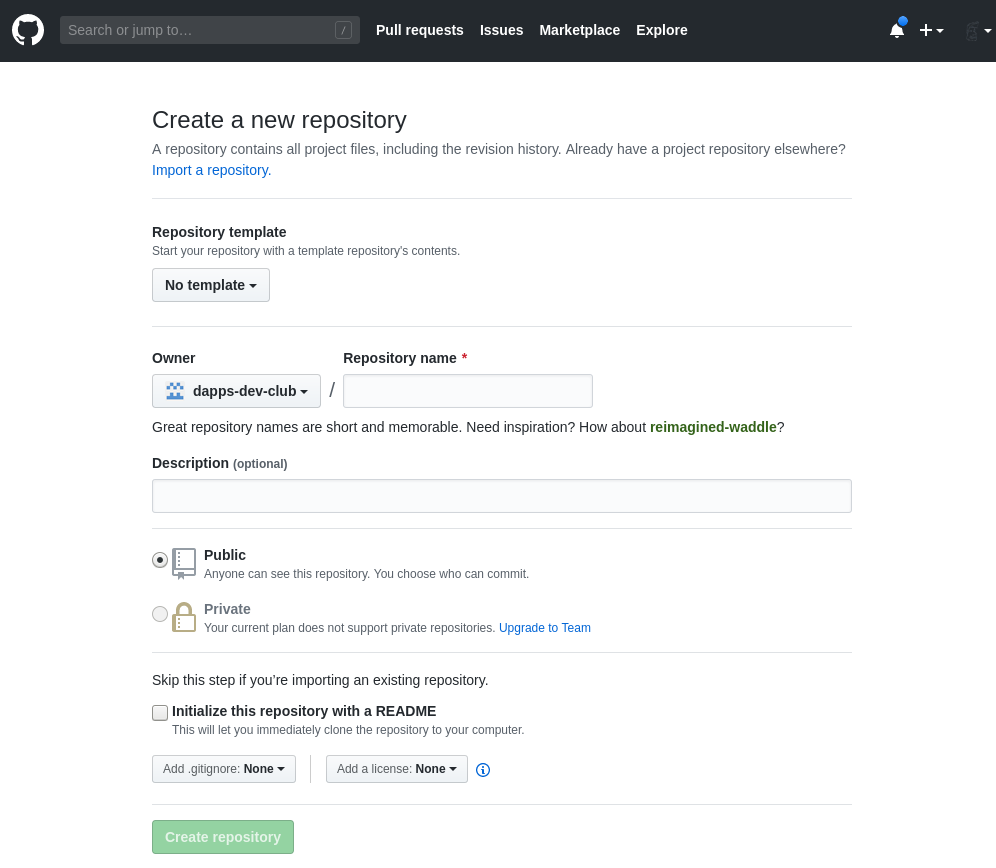 Search or jump to…
/
Pull requests Issues Marketplace Explore
Create a new repository
A repository contains all project files, including the revision history. Already have a project repository elsewhere?
Import a repository.
Repository template
Start your repository with a template repository's contents.
No template
Owner Repository name *
dapps-dev-club /
Great repository names are short and memorable. Need inspiration? How about reimagined-waddle?
Description (optional)
Public
Anyone can see this repository. You choose who can commit.
Private
Your current plan does not support private repositories. Upgrade to Team
Skip this step if you’re importing an existing repository.
Initialize this repository with a README
This will let you immediately clone the repository to your computer.
Add .gitignore: None Add a license: None
Create repository